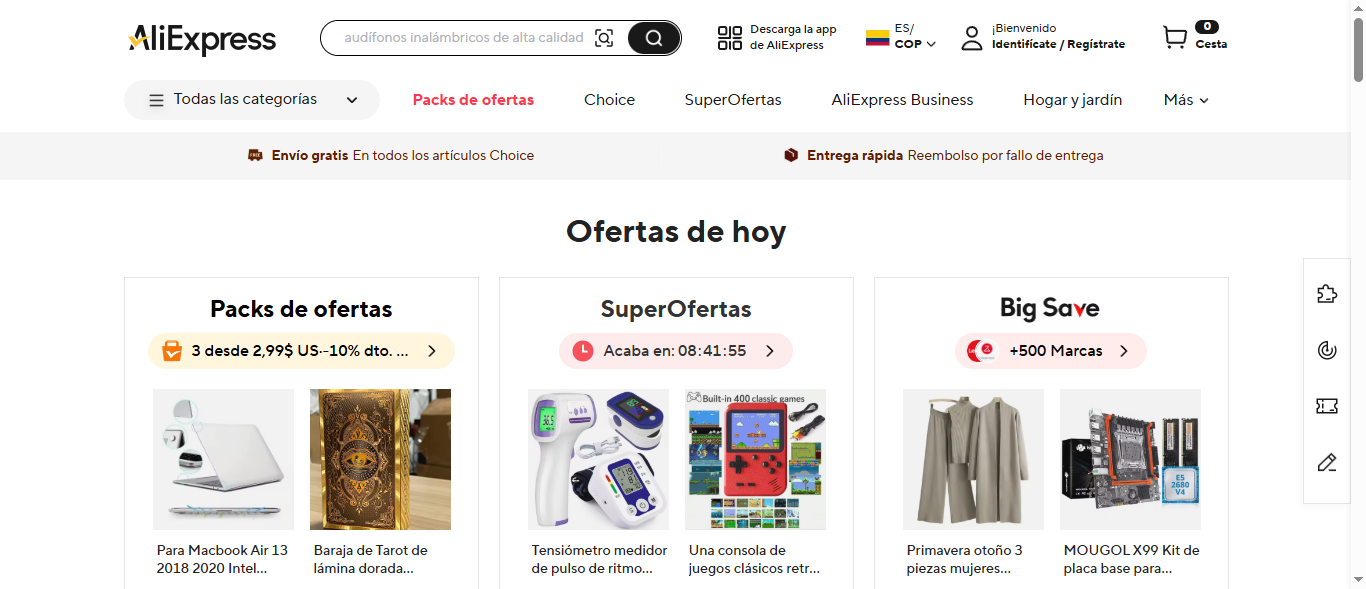 AliExpress
audífonos inalámbricos de alta calidad
Descarga la app
de AliExpress
ES/
COP
¡Bienvenido
Identifícate / Regístrate
0
Cesta
Todas las categorías
Packs de ofertas
Choice
SuperOfertas
AliExpress Business
Hogar y jardín
Más
Envío gratis En todos los artículos Choice
Entrega rápida Reembolso por fallo de entrega
Ofertas de hoy
Packs de ofertas
3 desde 2,99$ US·-10% dto. ...
SuperOfertas
Acaba en: 08:41:55
Big Save
+500 Marcas
Built-in 400 classic games
E5
2680
V4
Para Macbook Air 13
2018 2020 Intel...
Baraja de Tarot de
lámina dorada...
Tensiómetro medidor
de pulso de ritmo...
Una consola de
juegos clásicos retr...
Primavera otoño 3
piezas mujeres...
MOUGOL X99 Kit de
placa base para...